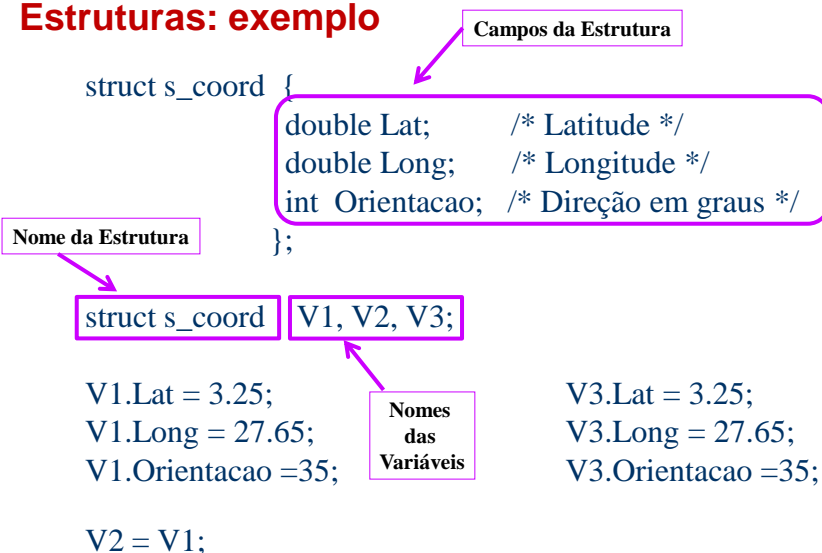 Estruturas: exemplo
Campos da Estrutura
struct s_coord {
double Lat; /* Latitude */
double Long; /* Longitude */
int Orientacao; /* Direção em graus */
Nome da Estrutura
};
struct s_coord V1, V2, V3;
V1.Lat = 3.25;
V1.Long = 27.65;
V1.Orientacao =35;
Nomes
das
Variáveis
V3.Lat = 3.25;
V3.Long = 27.65;
V3.Orientacao =35;
V2 = V1;